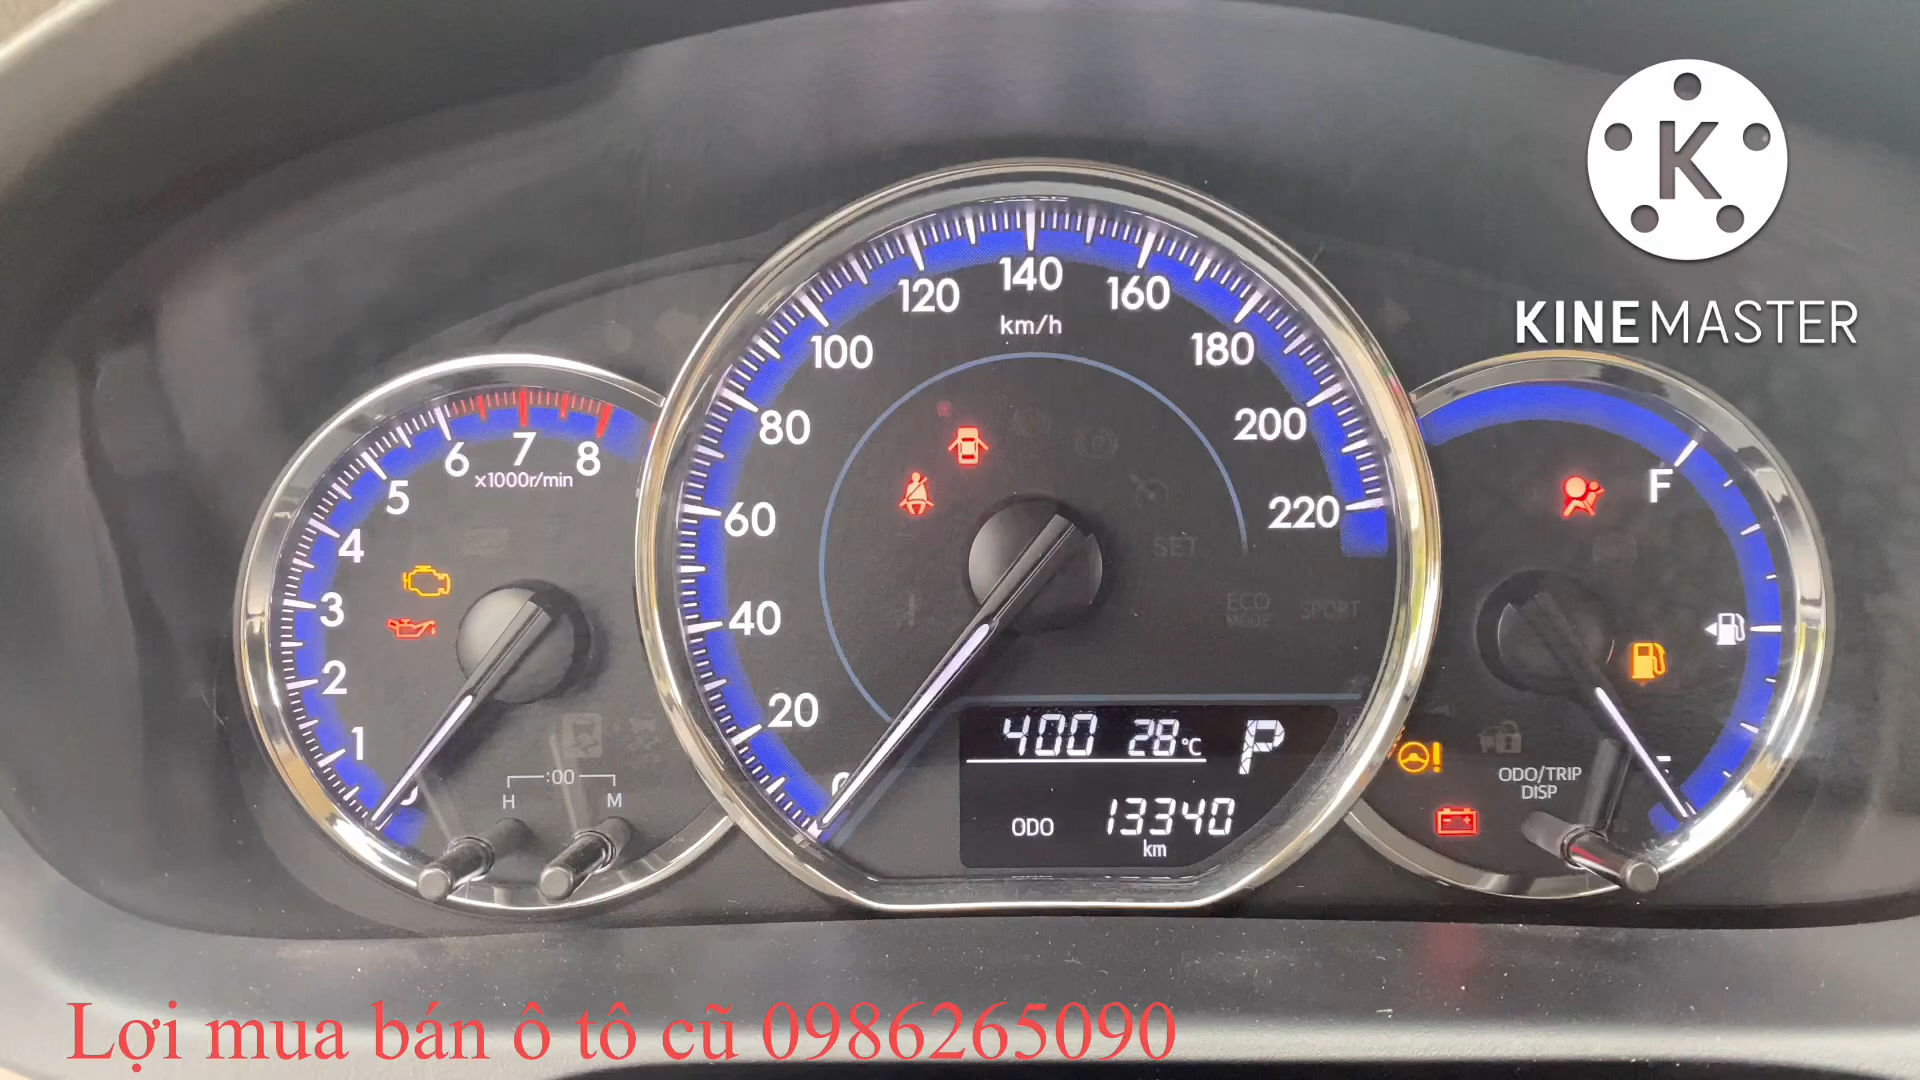 K
KINEMASTER
120 140 160
km/h
100 180
80 200
60 220
40
20
0
6 7 8
×1000r/min
5
4
3
2
1
F
SET
ECO MODE
SPORT
400 28°C P
ODO 13340
km
:00
H M
ODO/TRIP
DISP
Lợi mua bán ô tô cũ 0986265090